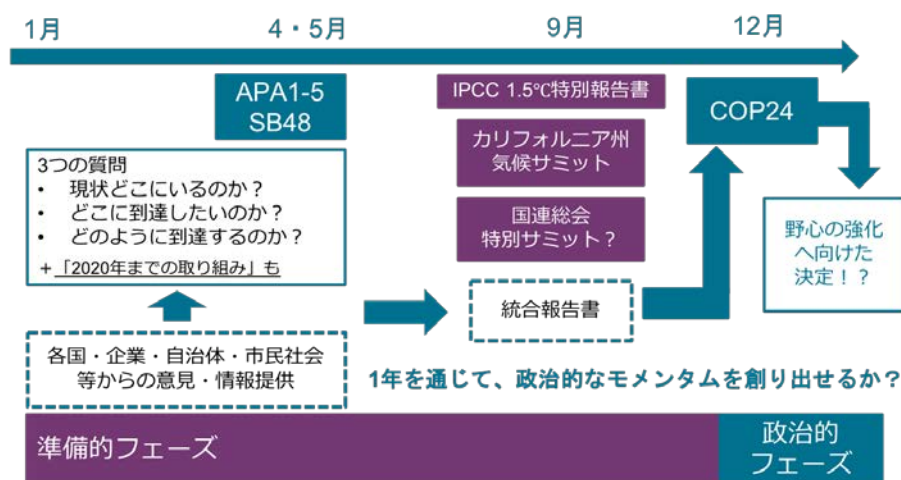 1月
4・5月
9月
12月
APA1-5
SB48
IPCC 1.5℃特別報告書
カリフォルニア州
気候サミット
国連総会
特別サミット？
COP24
3つの質問
• 現状どこにいるのか？
• どこに到達したいのか？
• どのように到達するのか？
+「2020年までの取り組み」も
野心の強化
へ向けた
決定！？
統合報告書
各国・企業・自治体・市民社会
等からの意見・情報提供
1年を通じて、政治的なモメンタムを創り出せるか？
準備的フェーズ
政治的
フェーズ